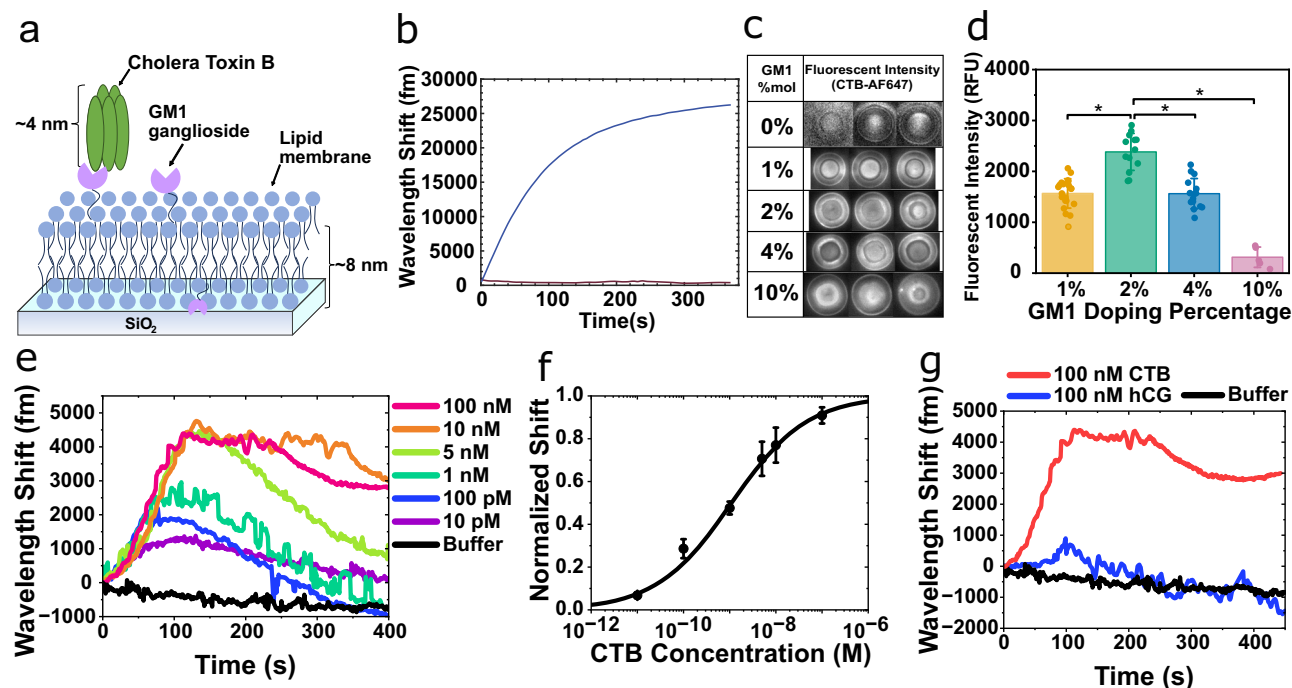 a
Cholera Toxin B
GM1
ganglioside
~4 nm
Lipid
membrane
~8 nm
SiO2
b
Wavelength Shift (fm)
30000
25000
20000
15000
10000
5000
0
0 100 200 300
Time(s)
c
GM1 %mol
Fluorescent Intensity (CTB-AF647)
0%
1%
2%
4%
10%
d
Fluorescent Intensity (RFU)
4000
3000
2000
1000
0
* * *
1% 2% 4% 10%
GM1 Doping Percentage
e
Wavelength Shift (fm)
5000
4000
3000
2000
1000
0
−1000
0 100 200 300 400
Time (s)
100 nM
10 nM
5 nM
1 nM
100 pM
10 pM
Buffer
f
Normalized Shift
1.0
0.8
0.6
0.4
0.2
0.0
10−12 10−10 10−8 10−6
CTB Concentration (M)
g
100 nM CTB
100 nM hCG
Buffer
Wavelength Shift (fm)
5000
4000
3000
2000
1000
0
−1000
−2000
0 100 200 300 400
Time (s)